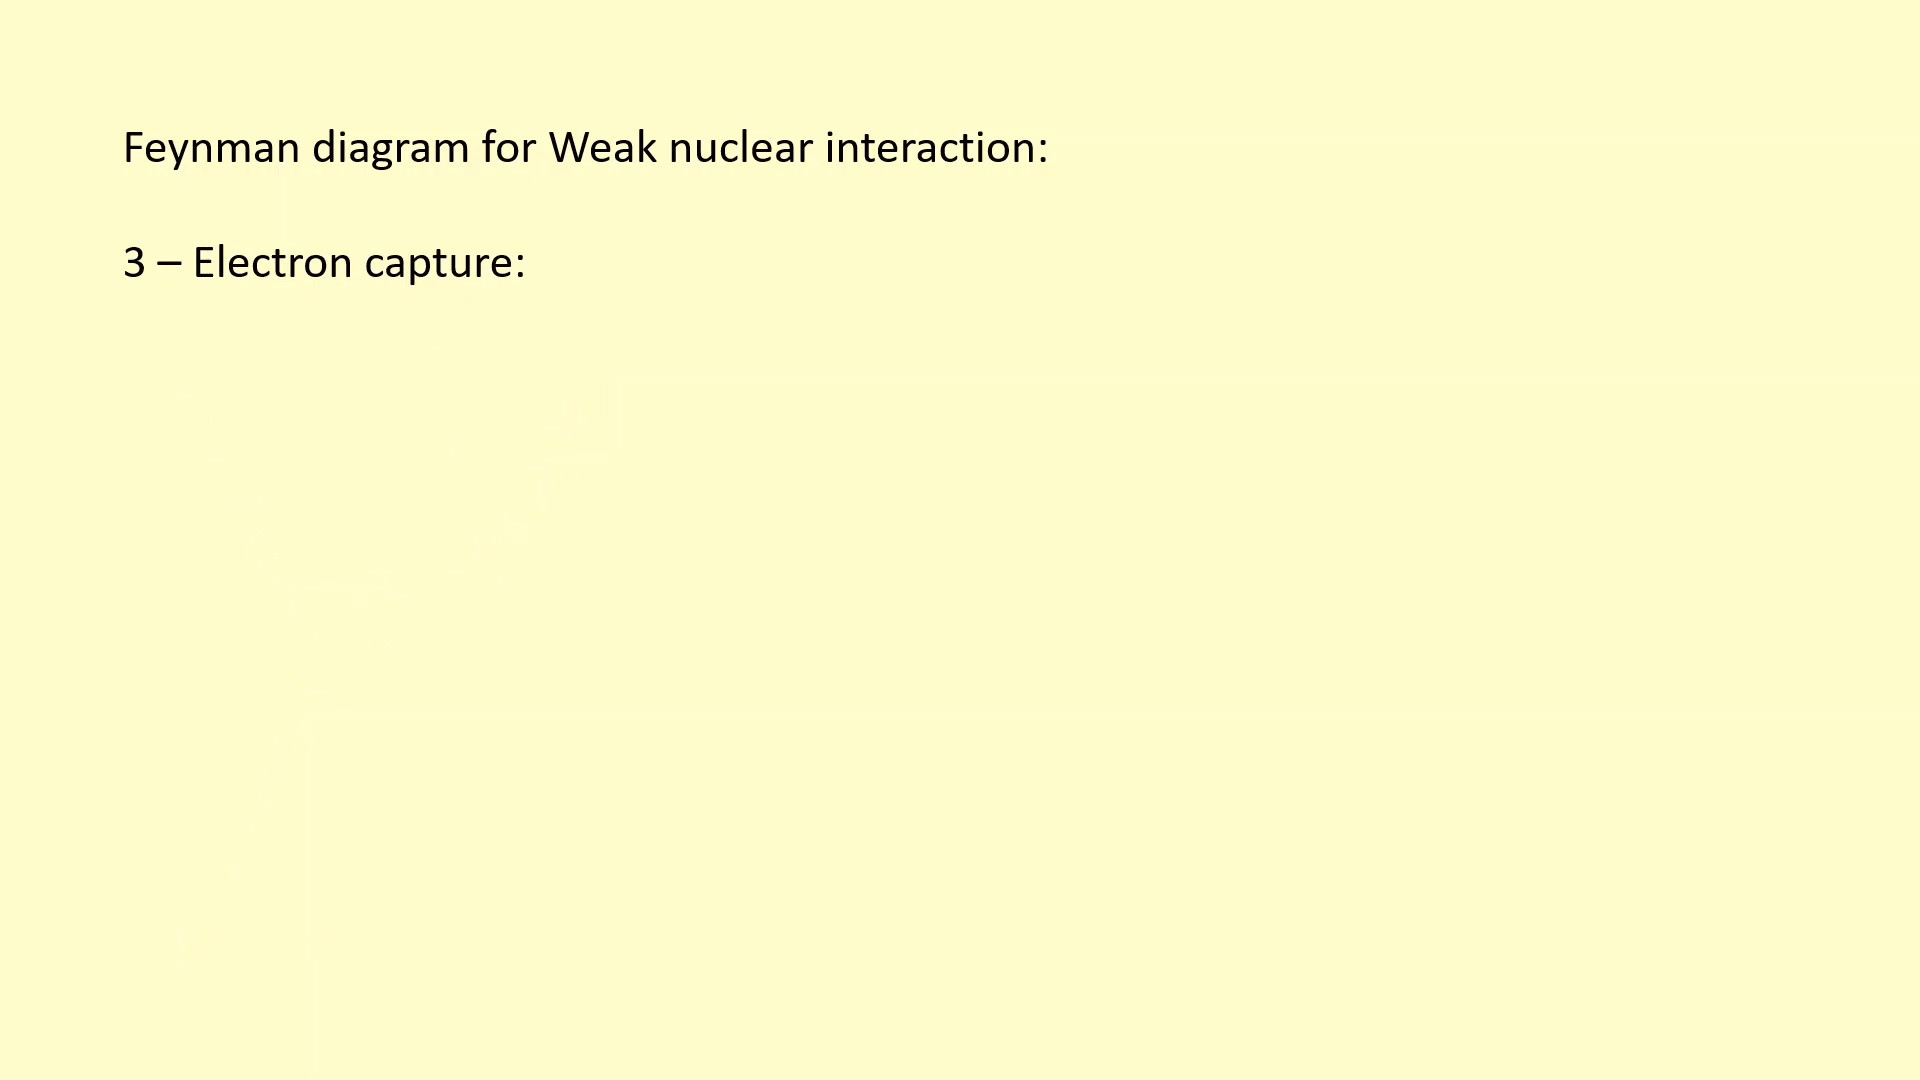 Feynman diagram for Weak nuclear interaction:
3 – Electron capture: